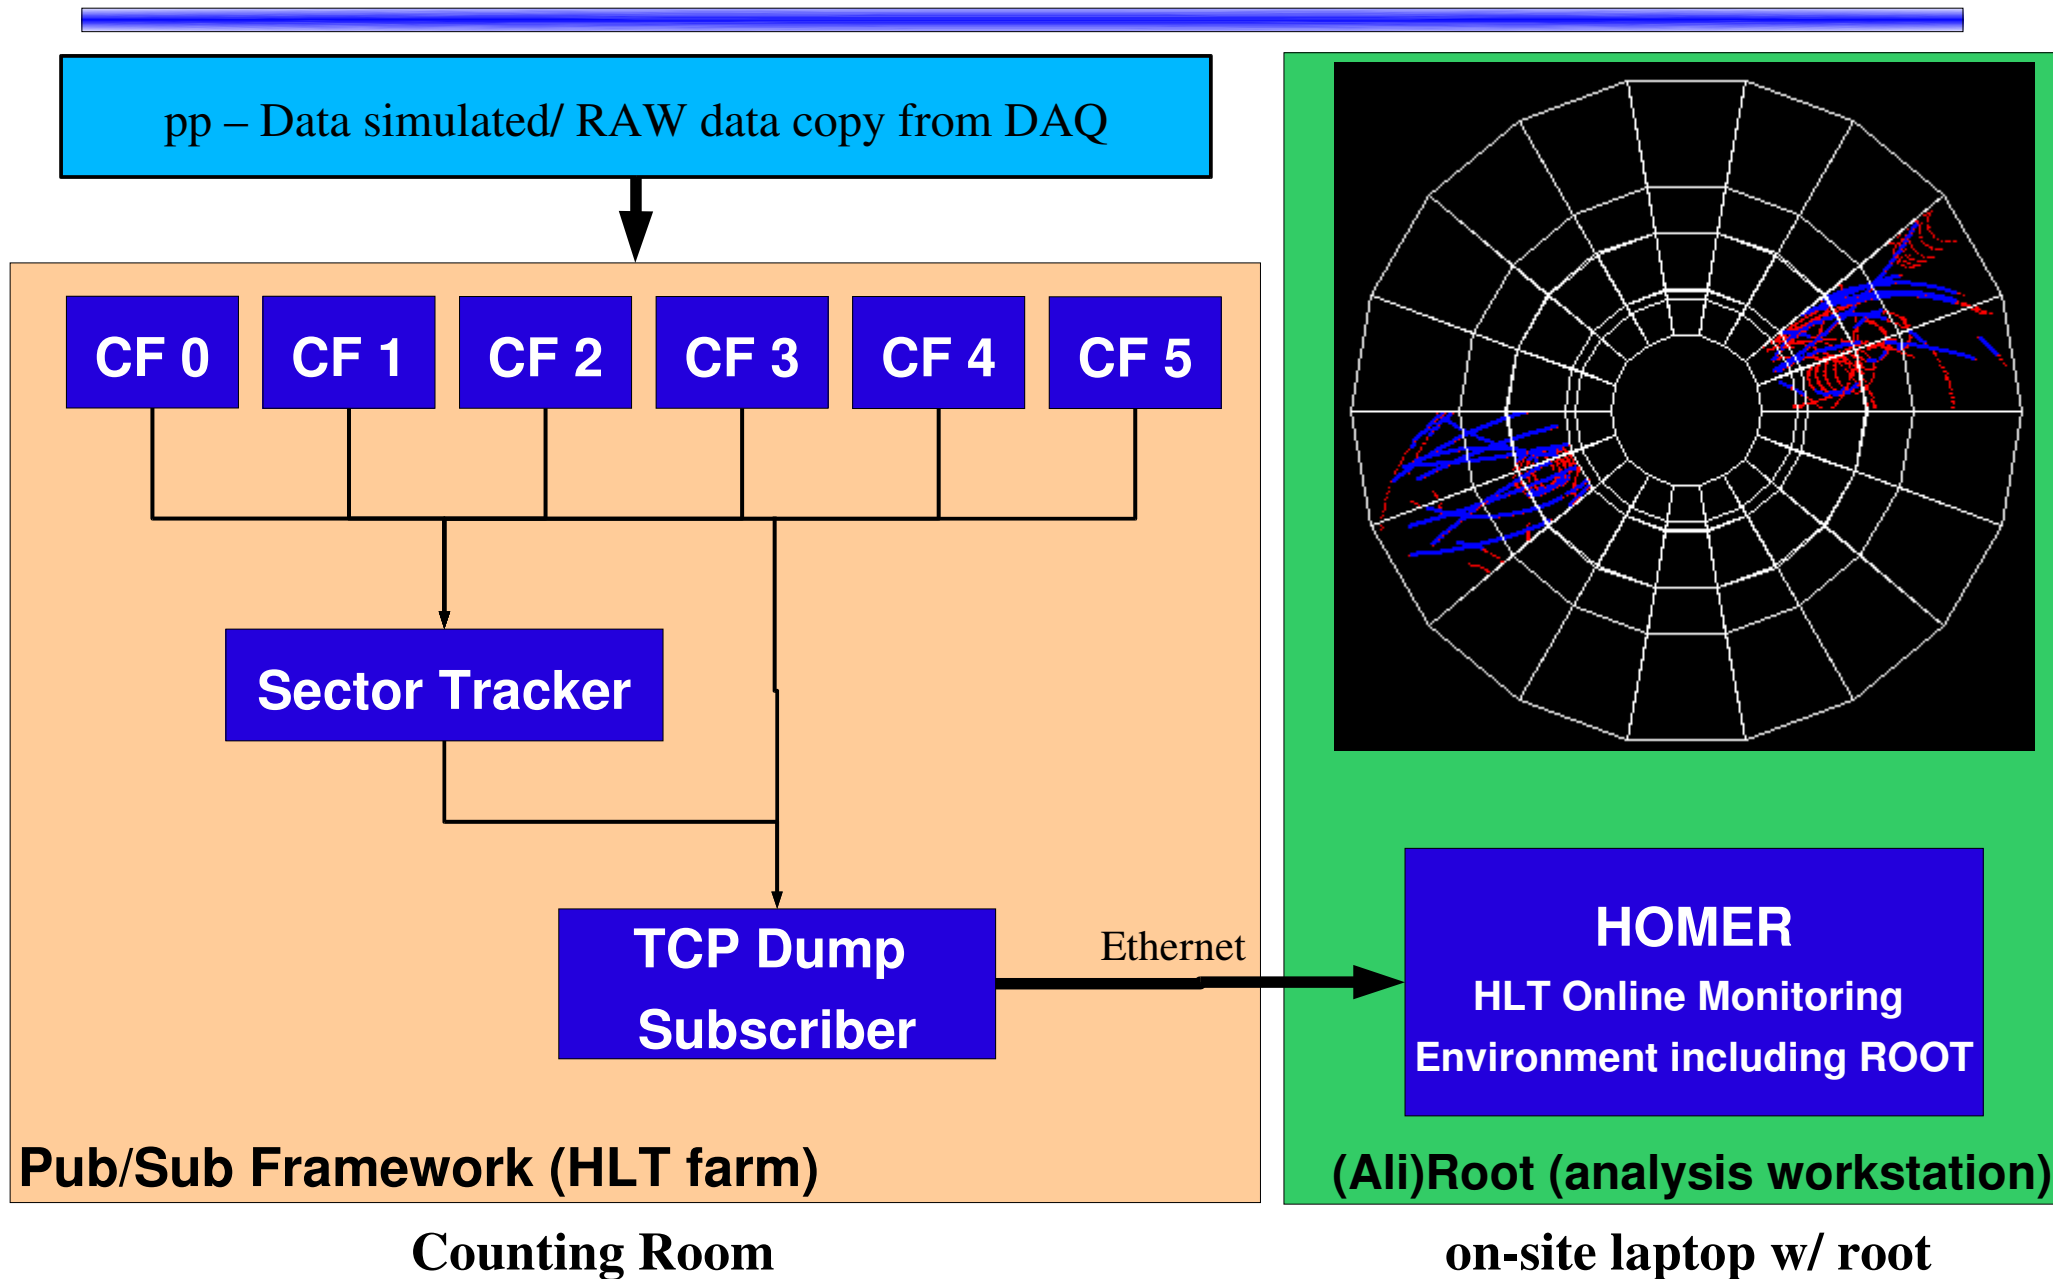 pp – Data simulated/ RAW data copy from DAQ
CF 0
CF 1
CF 2
CF 3
CF 4
CF 5
Sector Tracker
TCP Dump
Subscriber
Ethernet
HOMER
HLT Online Monitoring
Environment including ROOT
Pub/Sub Framework (HLT farm)
(Ali)Root (analysis workstation)
Counting Room
on-site laptop w/ root